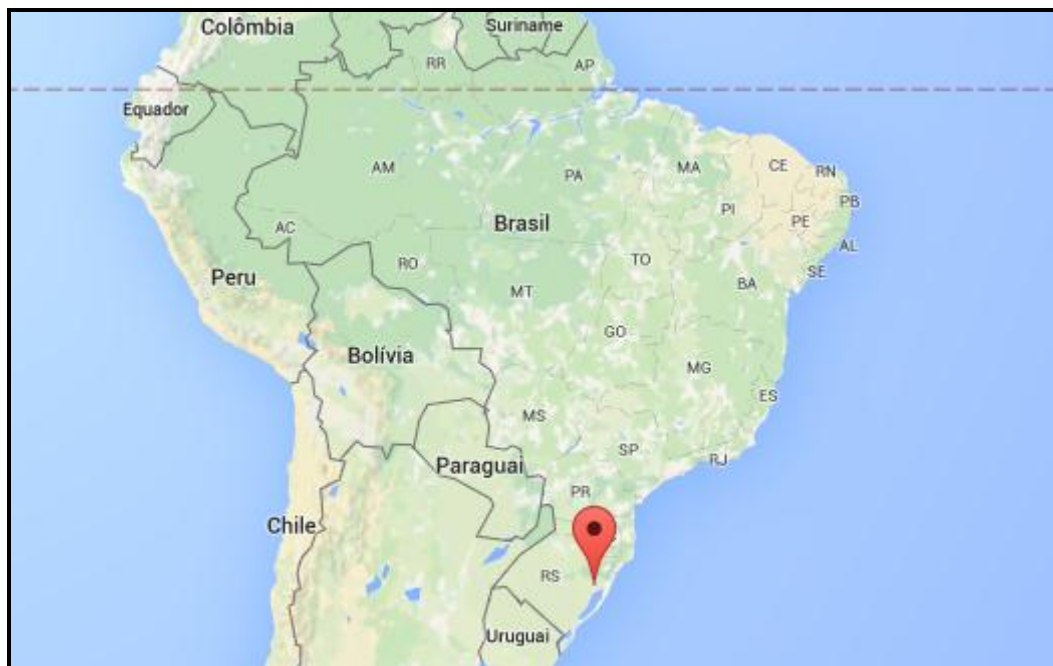 Colômbia
Suriname
RR
AP
Equador
AM
PA
MA
CE
RN
PI
PB
PE
Brasil
AC
AL
RO
TO
SE
Peru
BA
MT
GO
Bolívia
MG
ES
MS
SP
RJ
Paraguai
PR
Chile
RS
Uruguai